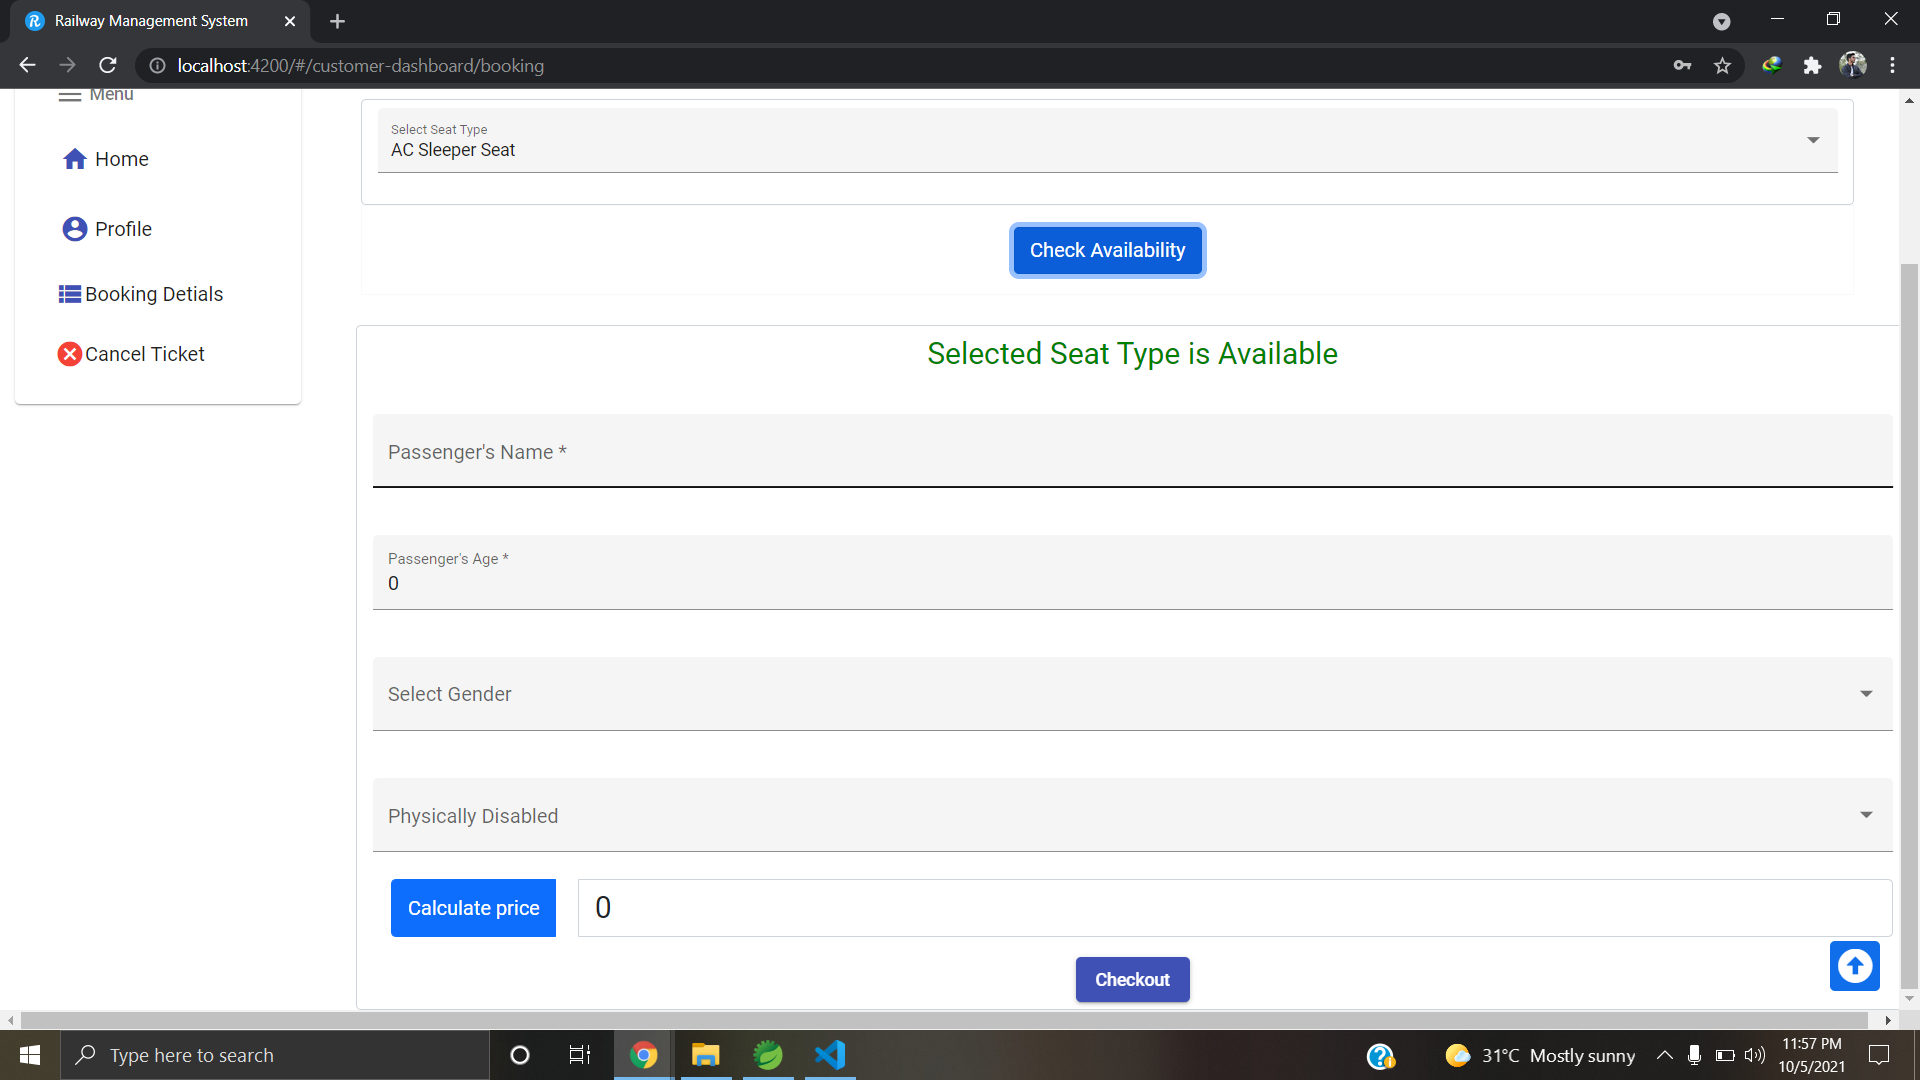 Railway Management System
localhost:4200/#/customer-dashboard/booking
Menu
Home
Profile
Booking Detials
Cancel Ticket
Select Seat Type
AC Sleeper Seat
Check Availability
Selected Seat Type is Available
Passenger's Name *
Passenger's Age *
0
Select Gender
Physically Disabled
Calculate price
0
Checkout
Type here to search
31°C Mostly sunny
11:57 PM
10/5/2021